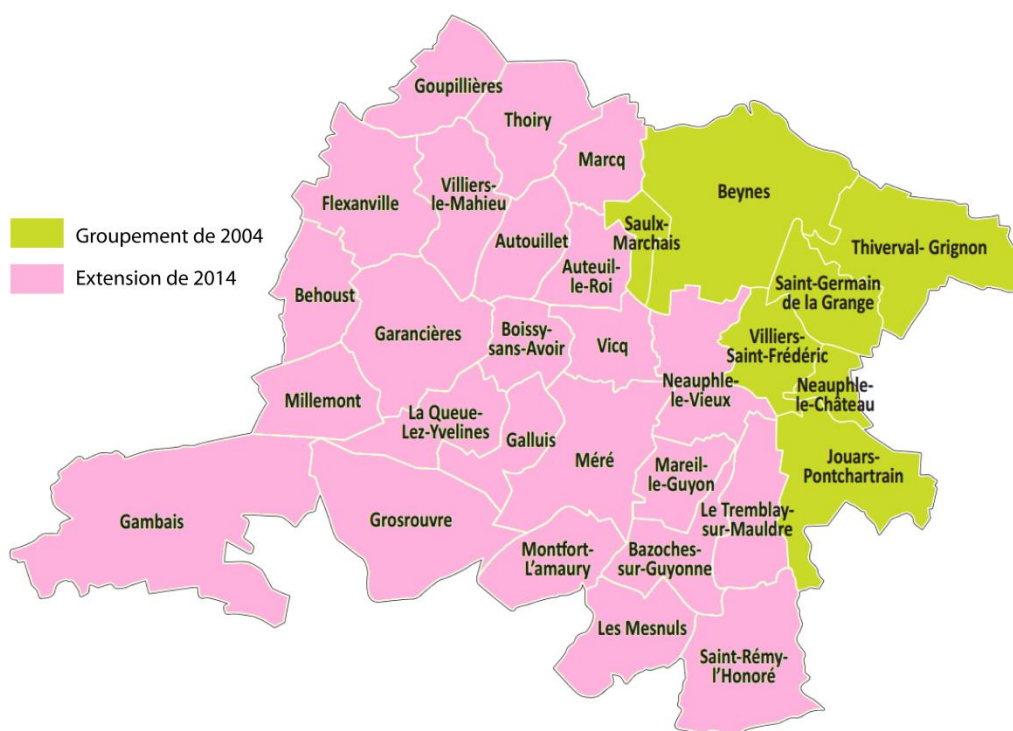 Groupement de 2004
Extension de 2014
Goupillières
Thoiry
Marcq
Beynes
Flexanville
Villiers-
le-Mahieu
Saulx-
Marchais
Autouillet
Thiverval- Grignon
Auteuil-
le-Roi
Saint-Germain
de la Grange
Behoust
Garancières
Boissy-
sans-Avoir
Vicq
Villiers-
Saint-Frédéric
Neauphle-
le-Vieux
Neauphle-
le-Château
Millemont
La Queue-
Lez-Yvelines
Galluis
Méré
Mareil-
le-Guyon
Jouars-
Pontchartrain
Gambais
Grosrouvre
Le Tremblay-
sur-Mauldre
Montfort-
L'amaury
Bazoches-
sur-Guyonne
Les Mesnuls
Saint-Rémy-
l'Honoré